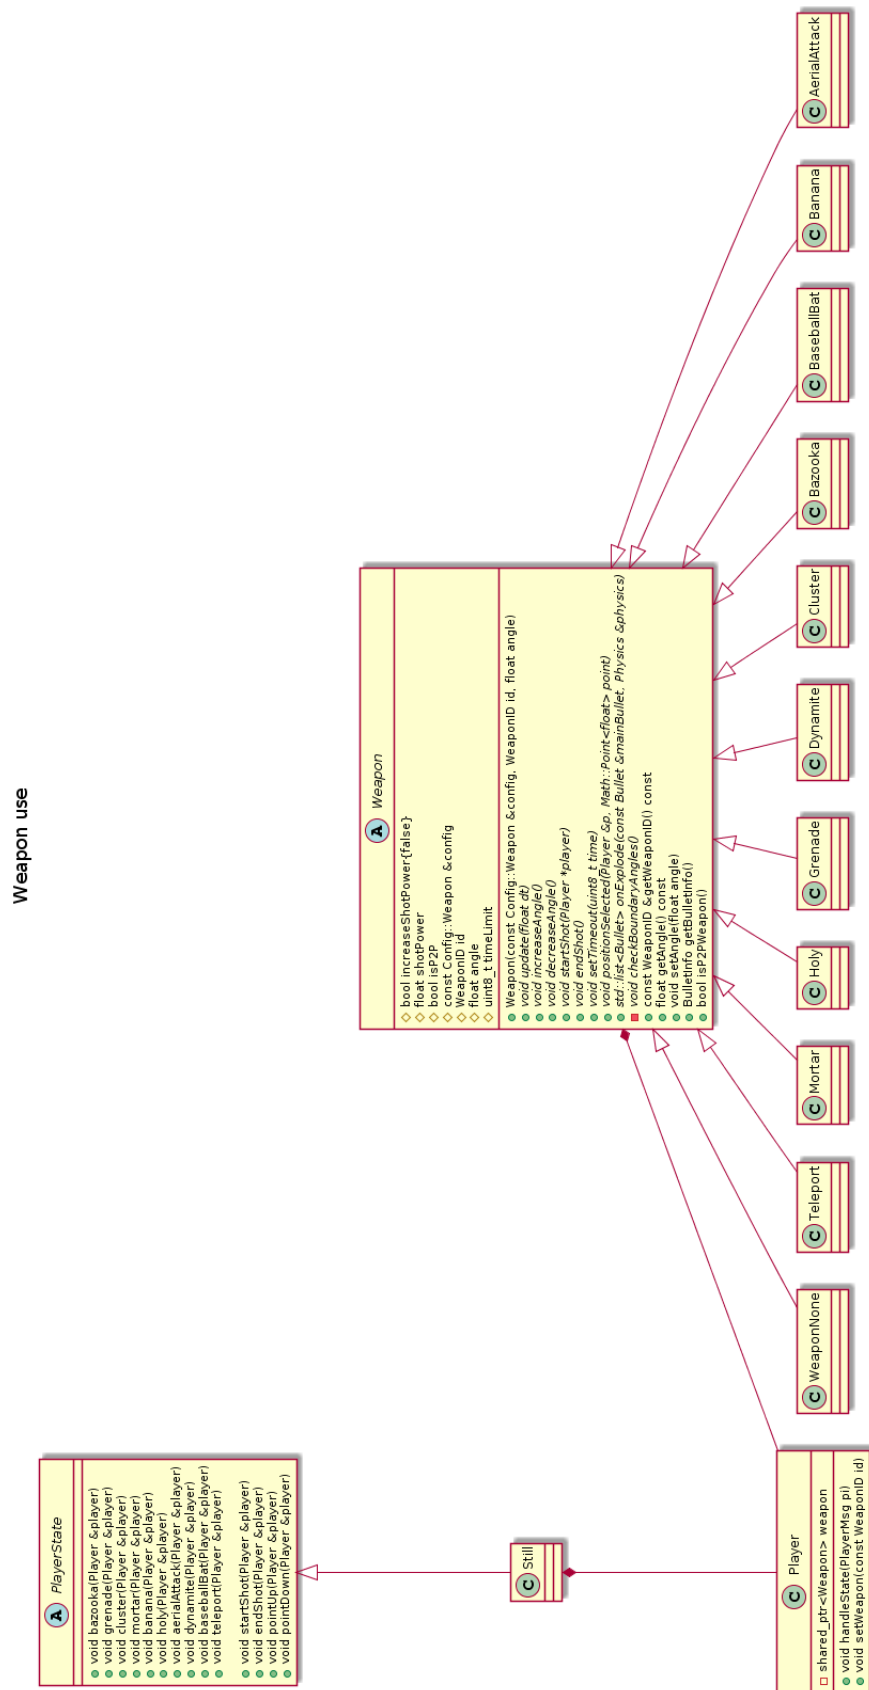 Weapon use
A PlayerState
void bazooka(Player &player)
void grenade(Player &player)
void cluster(Player &player)
void mortar(Player &player)
void banana(Player &player)
void holy(Player &player)
void aerialAttack(Player &player)
void dynamite(Player &player)
void baseballBat(Player &player)
void teleport(Player &player)
void startShot(Player &player)
void endShot(Player &player)
void pointUp(Player &player)
void pointDown(Player &player)
A Weapon
bool increaseShotPower{false}
float shotPower
bool isP2P
const Config::Weapon &config
WeaponID id
float angle
uint8_t timeLimit
Weapon(const Config::Weapon &config, WeaponID id, float angle)
void update(float dt)
void increaseAngle()
void decreaseAngle()
void startShot(Player *player)
void endShot()
void setTimeout(uint8_t time)
void positionSelected(Player &p, Math::Point<float> point)
std::list<Bullet> onExplode(const Bullet &mainBullet, Physics &physics)
void checkBoundaryAngles()
const WeaponID &getWeaponID() const
float getAngle() const
void setAngle(float angle)
BulletInfo getBulletInfo()
bool isP2PWeapon()
C Still
C Player
shared_ptr<Weapon> weapon
void handleState(PlayerMsg pi)
void setWeapon(const WeaponID id)
C WeaponNone
C Teleport
C Mortar
C Holy
C Grenade
C Dynamite
C Cluster
C Bazooka
C BaseballBat
C Banana
C AerialAttack